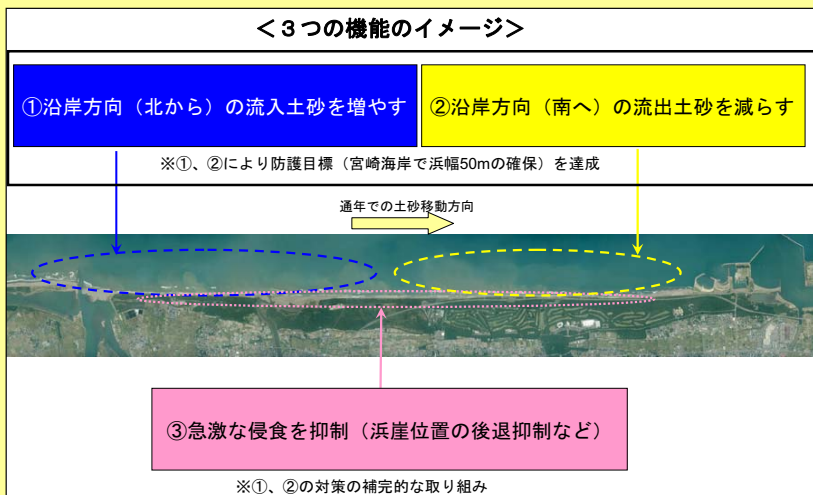 ＜３つの機能のイメージ＞
①沿岸方向（北から）の流入土砂を増やす
②沿岸方向（南へ）の流出土砂を減らす
※①、②により防護目標（宮崎海岸で浜幅50mの確保）を達成
通年での土砂移動方向
③急激な侵食を抑制（浜崖位置の後退抑制など）
※①、②の対策の補完的な取り組み